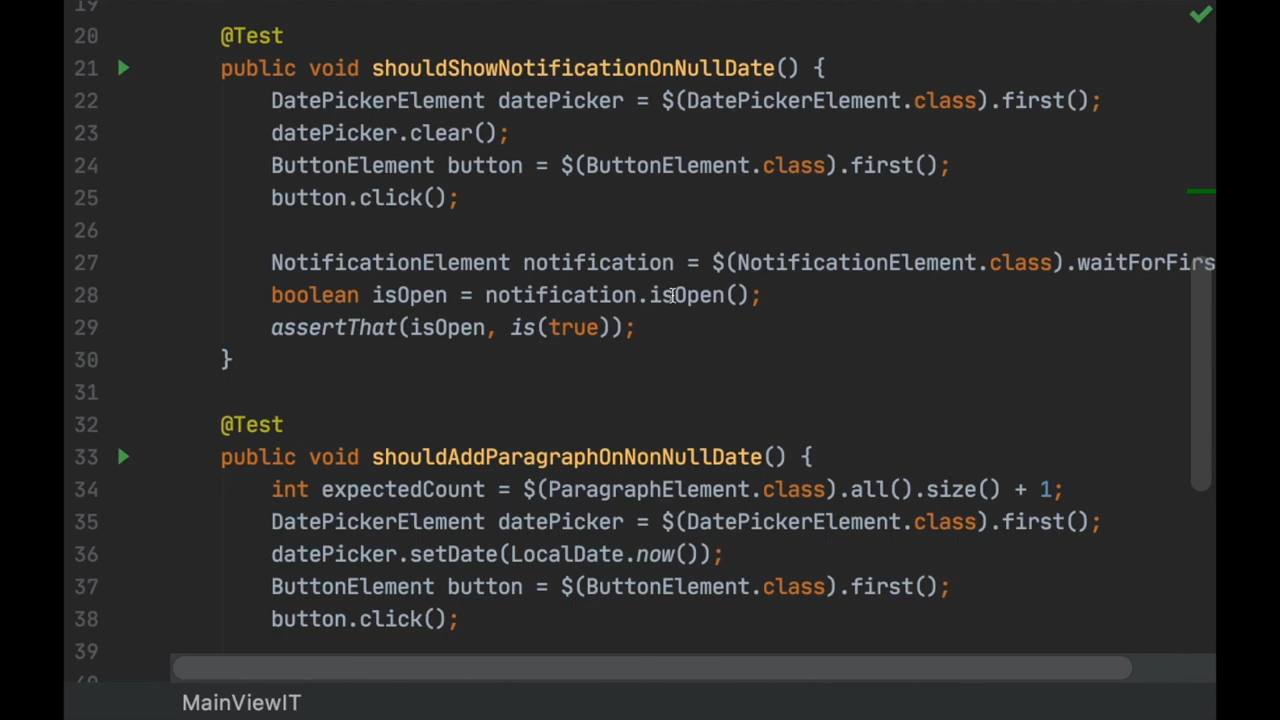 19
20 @Test
21 public void shouldShowNotificationOnNullDate() {
22 DatePickerElement datePicker = $(DatePickerElement.class).first();
23 datePicker.clear();
24 ButtonElement button = $(ButtonElement.class).first();
25 button.click();
26
27 NotificationElement notification = $(NotificationElement.class).waitForFirs
28 boolean isOpen = notification.isOpen();
29 assertThat(isOpen, is(true));
30 }
31
32 @Test
33 public void shouldAddParagraphOnNonNullDate() {
34 int expectedCount = $(ParagraphElement.class).all().size() + 1;
35 DatePickerElement datePicker = $(DatePickerElement.class).first();
36 datePicker.setDate(LocalDate.now());
37 ButtonElement button = $(ButtonElement.class).first();
38 button.click();
39
40
MainViewIT